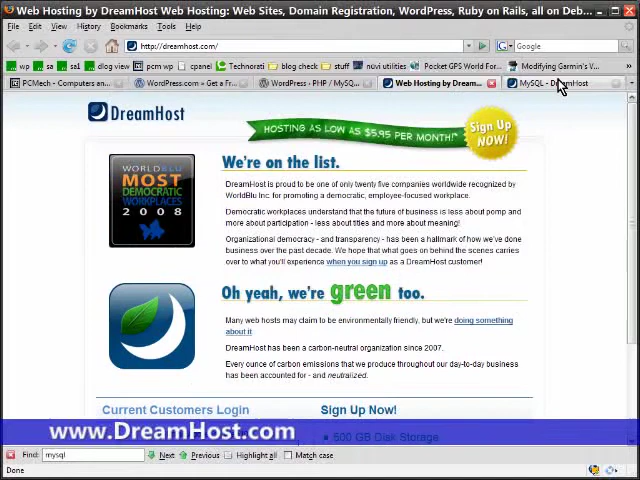 Web Hosting by DreamHost Web Hosting: Web Sites, Domain Registration, WordPress, Ruby on Rails, all on Deb...
File Edit View History Bookmarks Tools Help
http://dreamhost.com/
Google
wp sa wp sa cpanel Techn(olog) blog check stuff nüvi utilities Pocket GPS World For... Modifying Garmin's V...
PCMech - Computers an... WordPress.com » Get a F... WordPress › PHP / MySQ... Web Hosting by Dream... MySQL - DreamHost
DreamHost
HOSTING AS LOW AS $5.95 PER MONTH!*
Sign Up
NOW!
WORLDBLU
MOST
DEMOCRATIC
WORKPLACES
2008
We're on the list.
DreamHost is proud to be one of only twenty five companies worldwide recognized by
WorldBlu Inc. for promoting a democratic, employee-focused workplace.
Democratic workplaces understand that the future of business is less about pomp and
more about participation - less about titles and more about meaning!
Organizational democracy - and transparency - has been a hallmark of how we've done
business over the past decade. We hope that what goes on behind the scenes carries
over to what you'll experience when you sign up as a DreamHost customer!
Oh yeah, we're green too.
Many web hosts may claim to be environmentally friendly, but we're doing something
about it.
DreamHost has been a carbon-neutral organization since 2007.
Every ounce of carbon emissions that we produce throughout our day-to-day business
has been accounted for - and neutralized.
Current Customers Login
Sign Up Now!
500 GB Disk Storage
www.DreamHost.com
Find: mysql Next Previous Highlight all Match case
Done